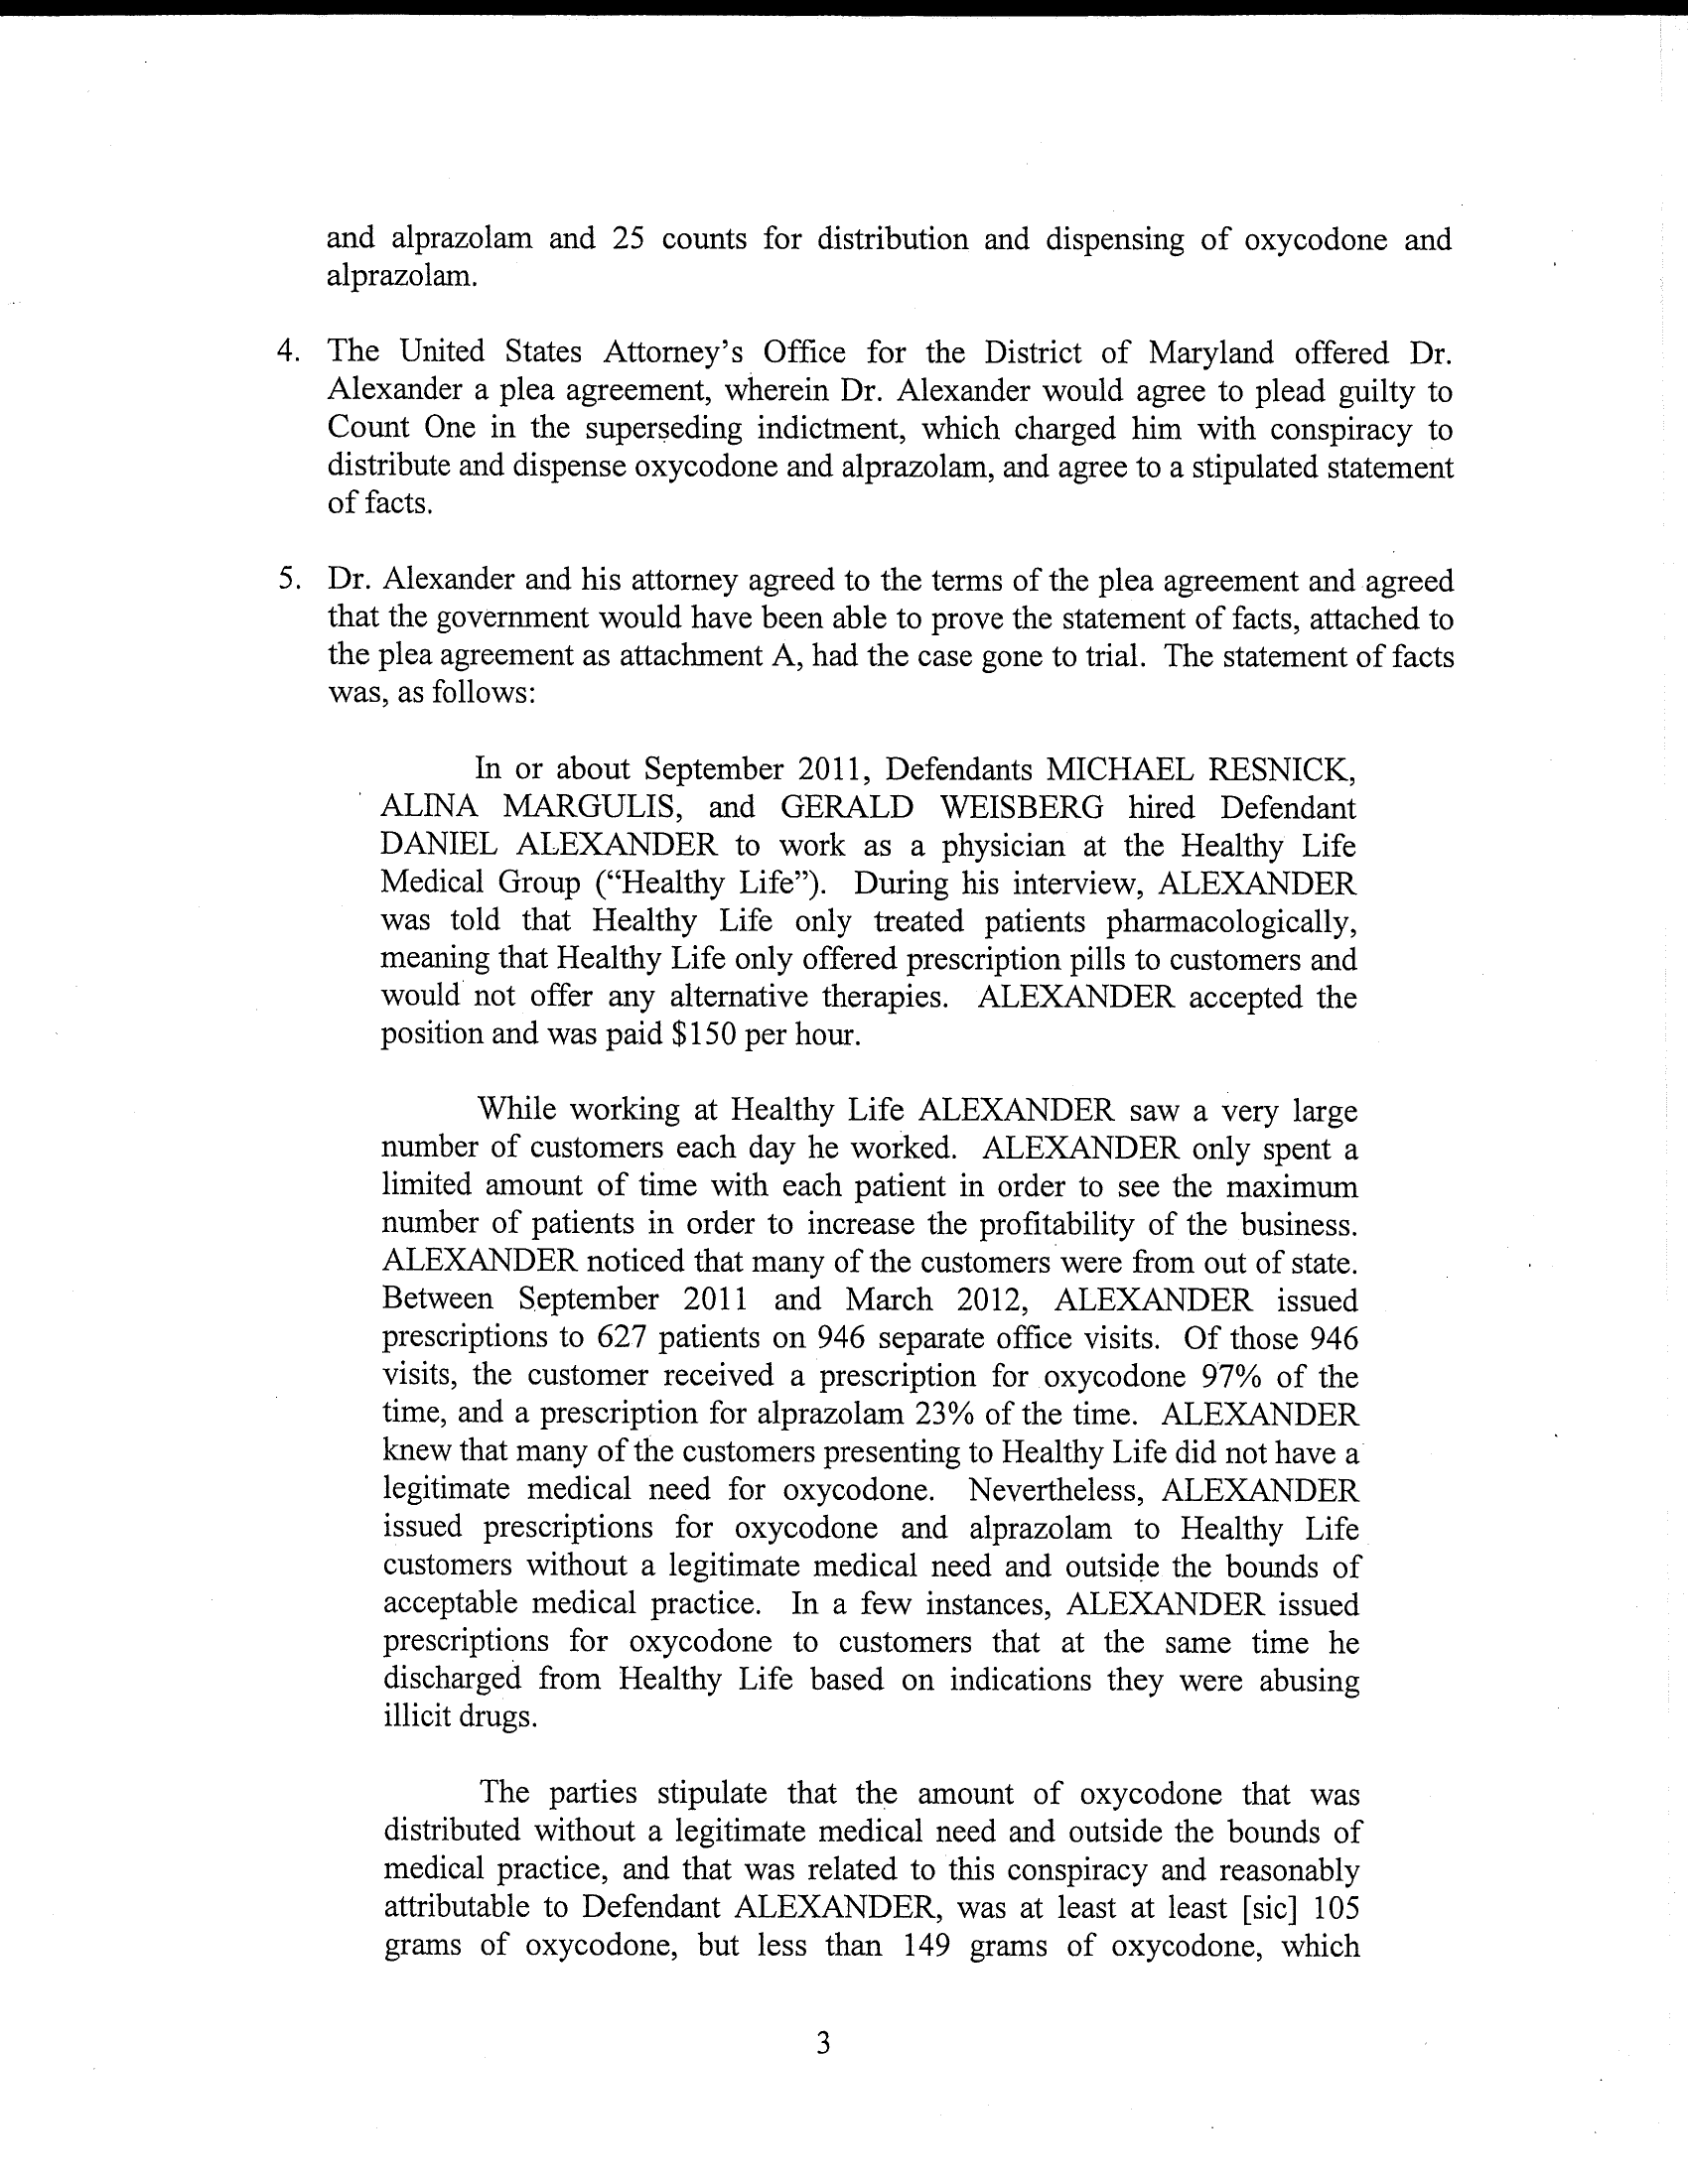 and alprazolam and 25 counts for distribution and dispensing of oxycodone and
alprazolam.
4. The United States Attorney's Office for the District of Maryland offered Dr.
Alexander a plea agreement, wherein Dr. Alexander would agree to plead guilty to
Count One in the superseding indictment, which charged him with conspiracy to
distribute and dispense oxycodone and alprazolam, and agree to a stipulated statement
of facts.
5. Dr. Alexander and his attorney agreed to the terms of the plea agreement and agreed
that the government would have been able to prove the statement of facts, attached to
the plea agreement as attachment A, had the case gone to trial. The statement of facts
was, as follows:
In or about September 2011, Defendants MICHAEL RESNICK,
ALINA MARGULIS, and GERALD WEISBERG hired Defendant
DANIEL ALEXANDER to work as a physician at the Healthy Life
Medical Group (“Healthy Life”). During his interview, ALEXANDER
was told that Healthy Life only treated patients pharmacologically,
meaning that Healthy Life only offered prescription pills to customers and
would not offer any alternative therapies. ALEXANDER accepted the
position and was paid $150 per hour.
While working at Healthy Life ALEXANDER saw a very large
number of customers each day he worked. ALEXANDER only spent a
limited amount of time with each patient in order to see the maximum
number of patients in order to increase the profitability of the business.
ALEXANDER noticed that many of the customers were from out of state.
Between September 2011 and March 2012, ALEXANDER issued
prescriptions to 627 patients on 946 separate office visits. Of those 946
visits, the customer received a prescription for oxycodone 97% of the
time, and a prescription for alprazolam 23% of the time. ALEXANDER
knew that many of the customers presenting to Healthy Life did not have a
legitimate medical need for oxycodone. Nevertheless, ALEXANDER
issued prescriptions for oxycodone and alprazolam to Healthy Life
customers without a legitimate medical need and outside the bounds of
acceptable medical practice. In a few instances, ALEXANDER issued
prescriptions for oxycodone to customers that at the same time he
discharged from Healthy Life based on indications they were abusing
illicit drugs.
The parties stipulate that the amount of oxycodone that was
distributed without a legitimate medical need and outside the bounds of
medical practice, and that was related to this conspiracy and reasonably
attributable to Defendant ALEXANDER, was at least at least [sic] 105
grams of oxycodone, but less than 149 grams of oxycodone, which
3